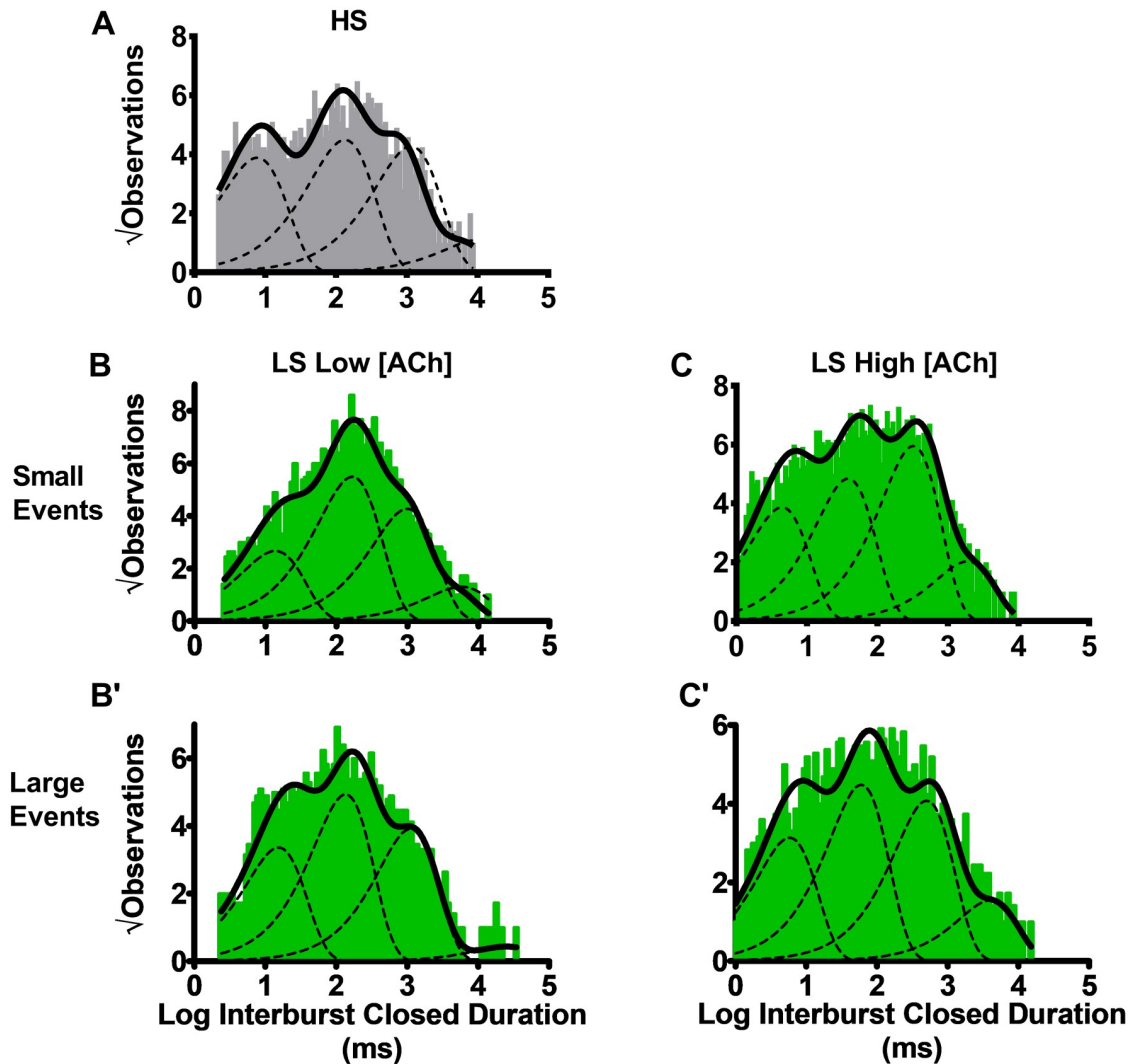 A
HS
8
6
4
2
0
√Observations
0 1 2 3 4 5
B
LS Low [ACh]
C
LS High [ACh]
Small
Events
8
6
4
2
0
√Observations
0 1 2 3 4 5
8
6
4
2
0
0 1 2 3 4 5
B'
C'
Large
Events
6
4
2
0
√Observations
0 1 2 3 4 5
Log Interburst Closed Duration
(ms)
6
4
2
0
0 1 2 3 4 5
Log Interburst Closed Duration
(ms)